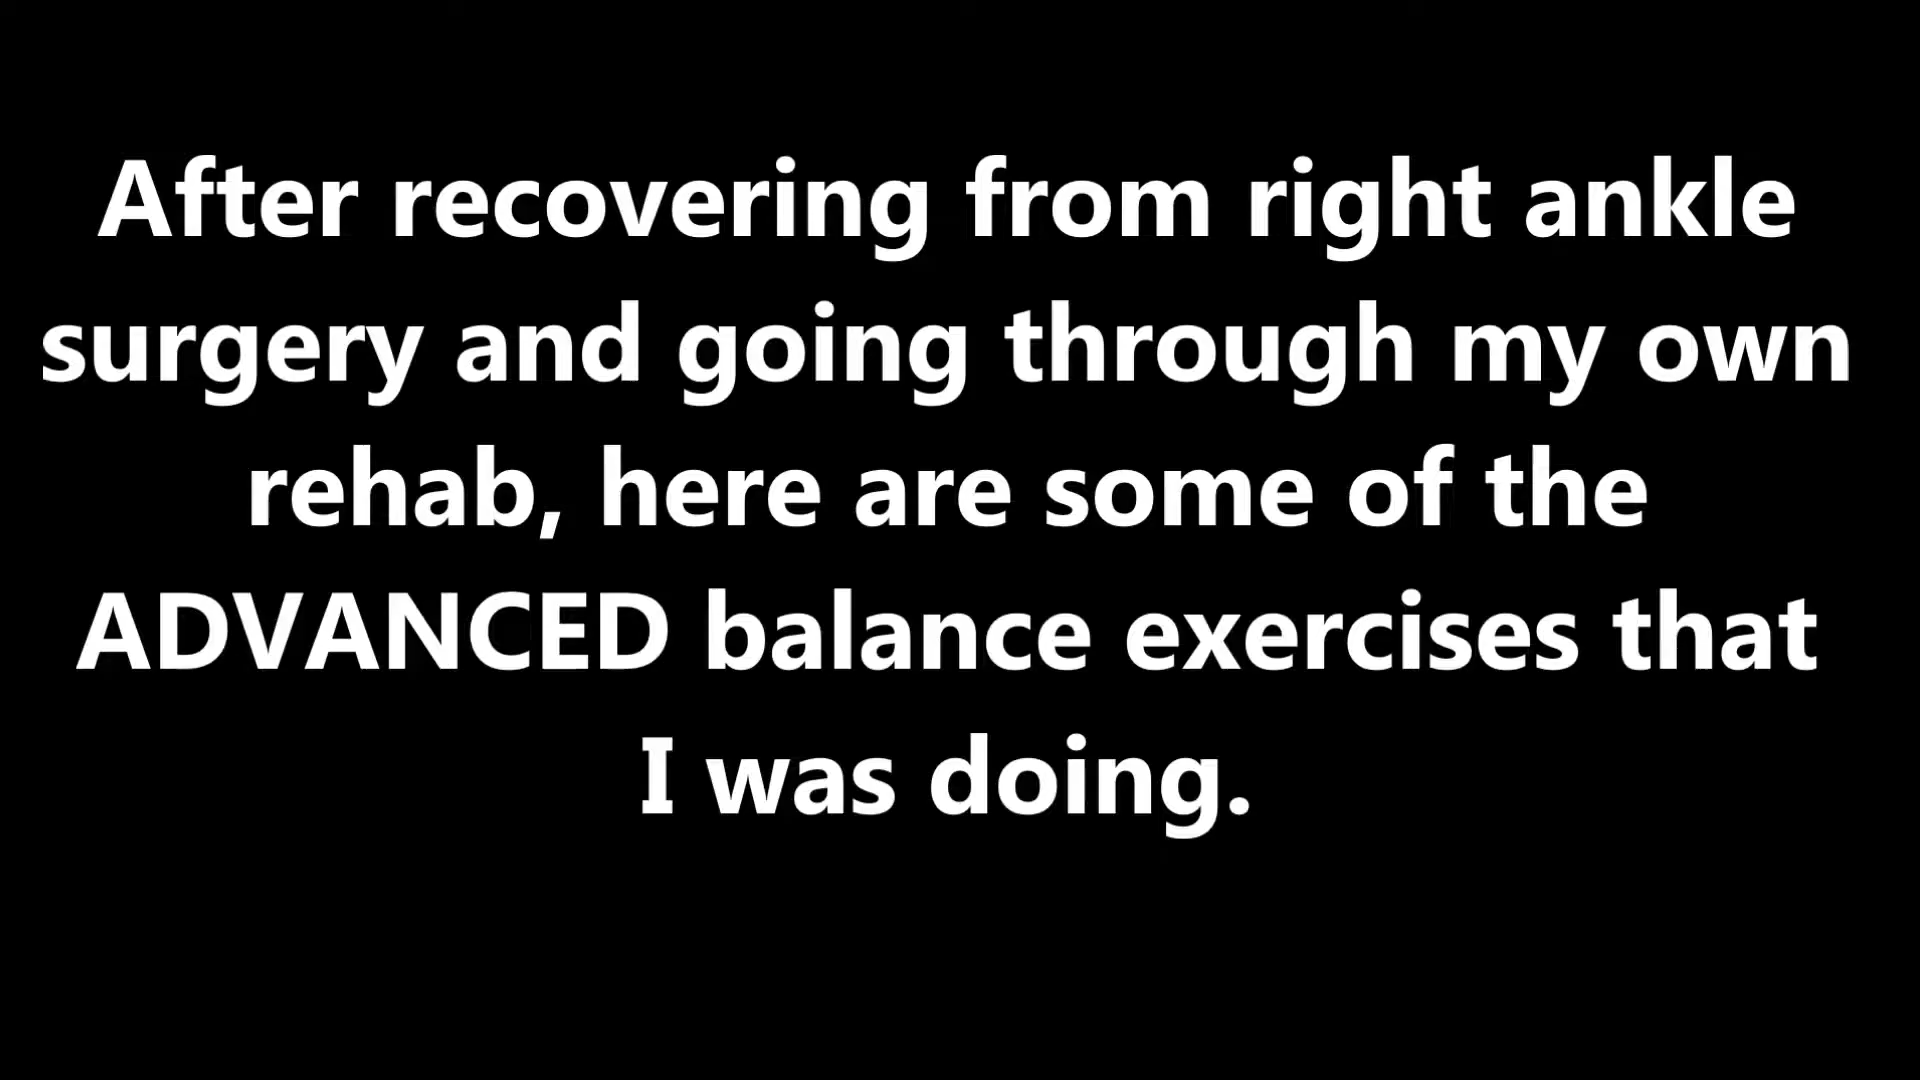 After recovering from right ankle
surgery and going through my own
rehab, here are some of the
ADVANCED balance exercises that
I was doing.